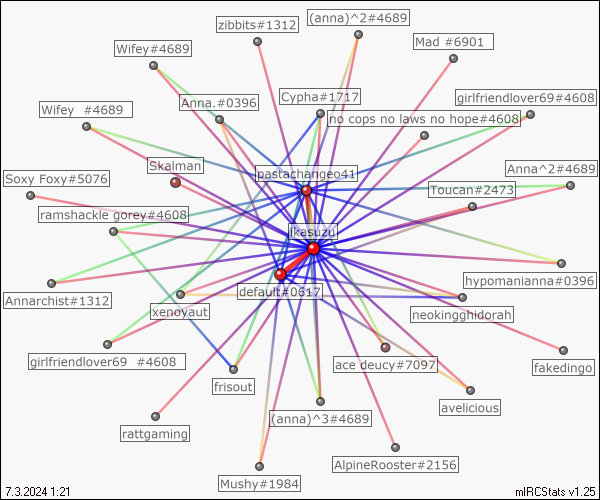 zibbits#1312
(anna)^2#4689
Mad #6901
Wifey#4689
Cypha#1717
girlfriendlover69#4608
Anna.#0396
Wifey  #4689
no cops no laws no hope#4608
Skalman
pastachangeo41
Anna^2#4689
Soxy Foxy#5076
Toucan#2473
ramshackle gorey#4608
ikasuzu
hypomanianna#0396
default#0617
Annarchist#1312
xenoyaut
neokingghidorah
girlfriendlover69  #4608
ace deucy#7097
fakedingo
frisout
avelicious
(anna)^3#4689
rattgaming
AlpineRooster#2156
Mushy#1984
7.3.2024 1:21
mIRCStats v1.25